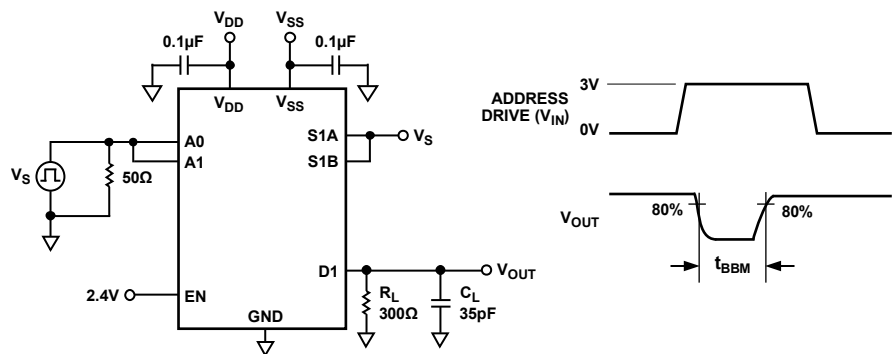 VDD
VSS
0.1µF
0.1µF
VDD
VSS
A0
A1
S1A
S1B
VS
VS
50Ω
D1
VOUT
2.4V
EN
RL
300Ω
CL
35pF
GND
3V
ADDRESS
DRIVE (VIN)
0V
VOUT
80%
80%
tBBM